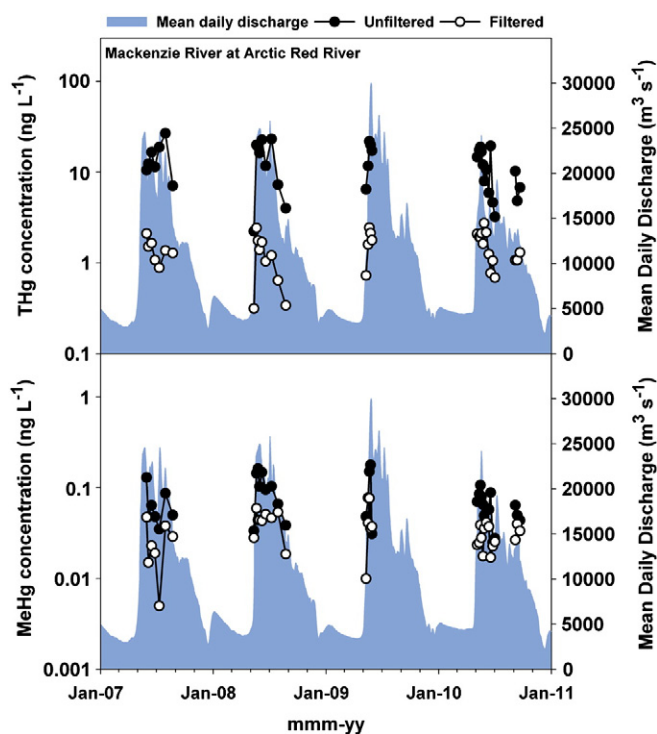 Mean daily discharge Unfiltered Filtered
Mackenzie River at Arctic Red River
THg concentration (ng L⁻¹)
100
10
1
0.1
Mean Daily Discharge (m³ s⁻¹)
30000
25000
20000
15000
10000
5000
0
MeHg concentration (ng L⁻¹)
1
0.1
0.01
0.001
Mean Daily Discharge (m³ s⁻¹)
30000
25000
20000
15000
10000
5000
0
Jan-07 Jan-08 Jan-09 Jan-10 Jan-11
mmm-yy